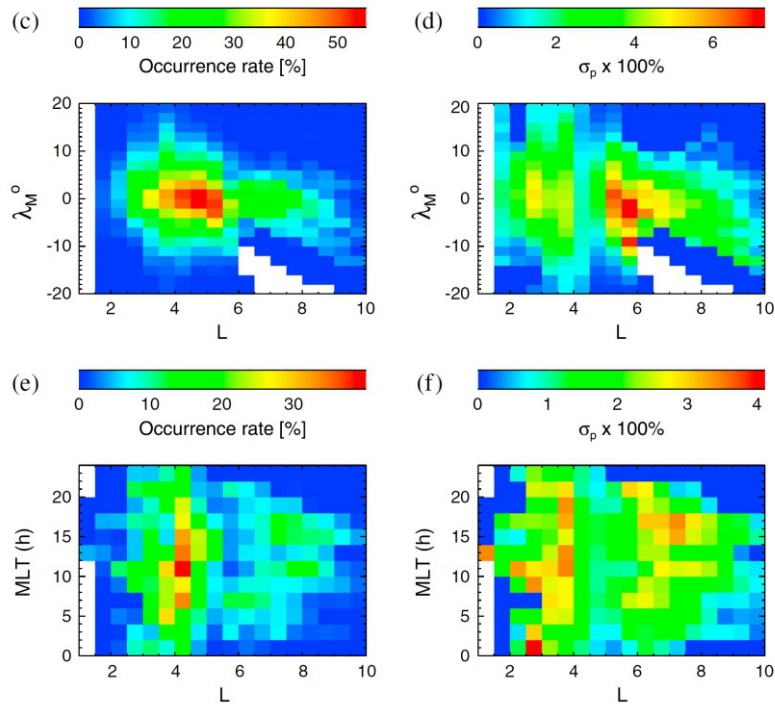 (c)
0 10 20 30 40 50
Occurrence rate [%]
(d)
0 2 4 6
σp x 100%
20
10
0
-10
-20
λM°
2 4 6 8 10
L
20
10
0
-10
-20
λM°
2 4 6 8 10
L
(e)
0 10 20 30
Occurrence rate [%]
(f)
0 1 2 3 4
σp x 100%
20
15
10
5
0
MLT (h)
2 4 6 8 10
L
20
15
10
5
0
MLT (h)
2 4 6 8 10
L